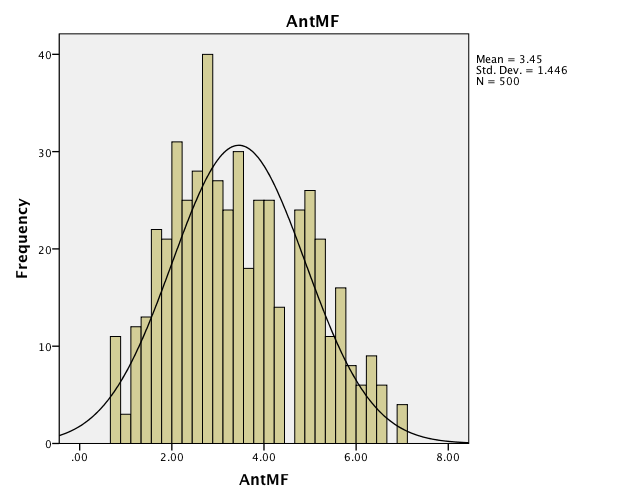 AntMF
Mean = 3.45
Std. Dev. = 1.446
N = 500
Frequency
40
30
20
10
0
.00 2.00 4.00 6.00 8.00
AntMF